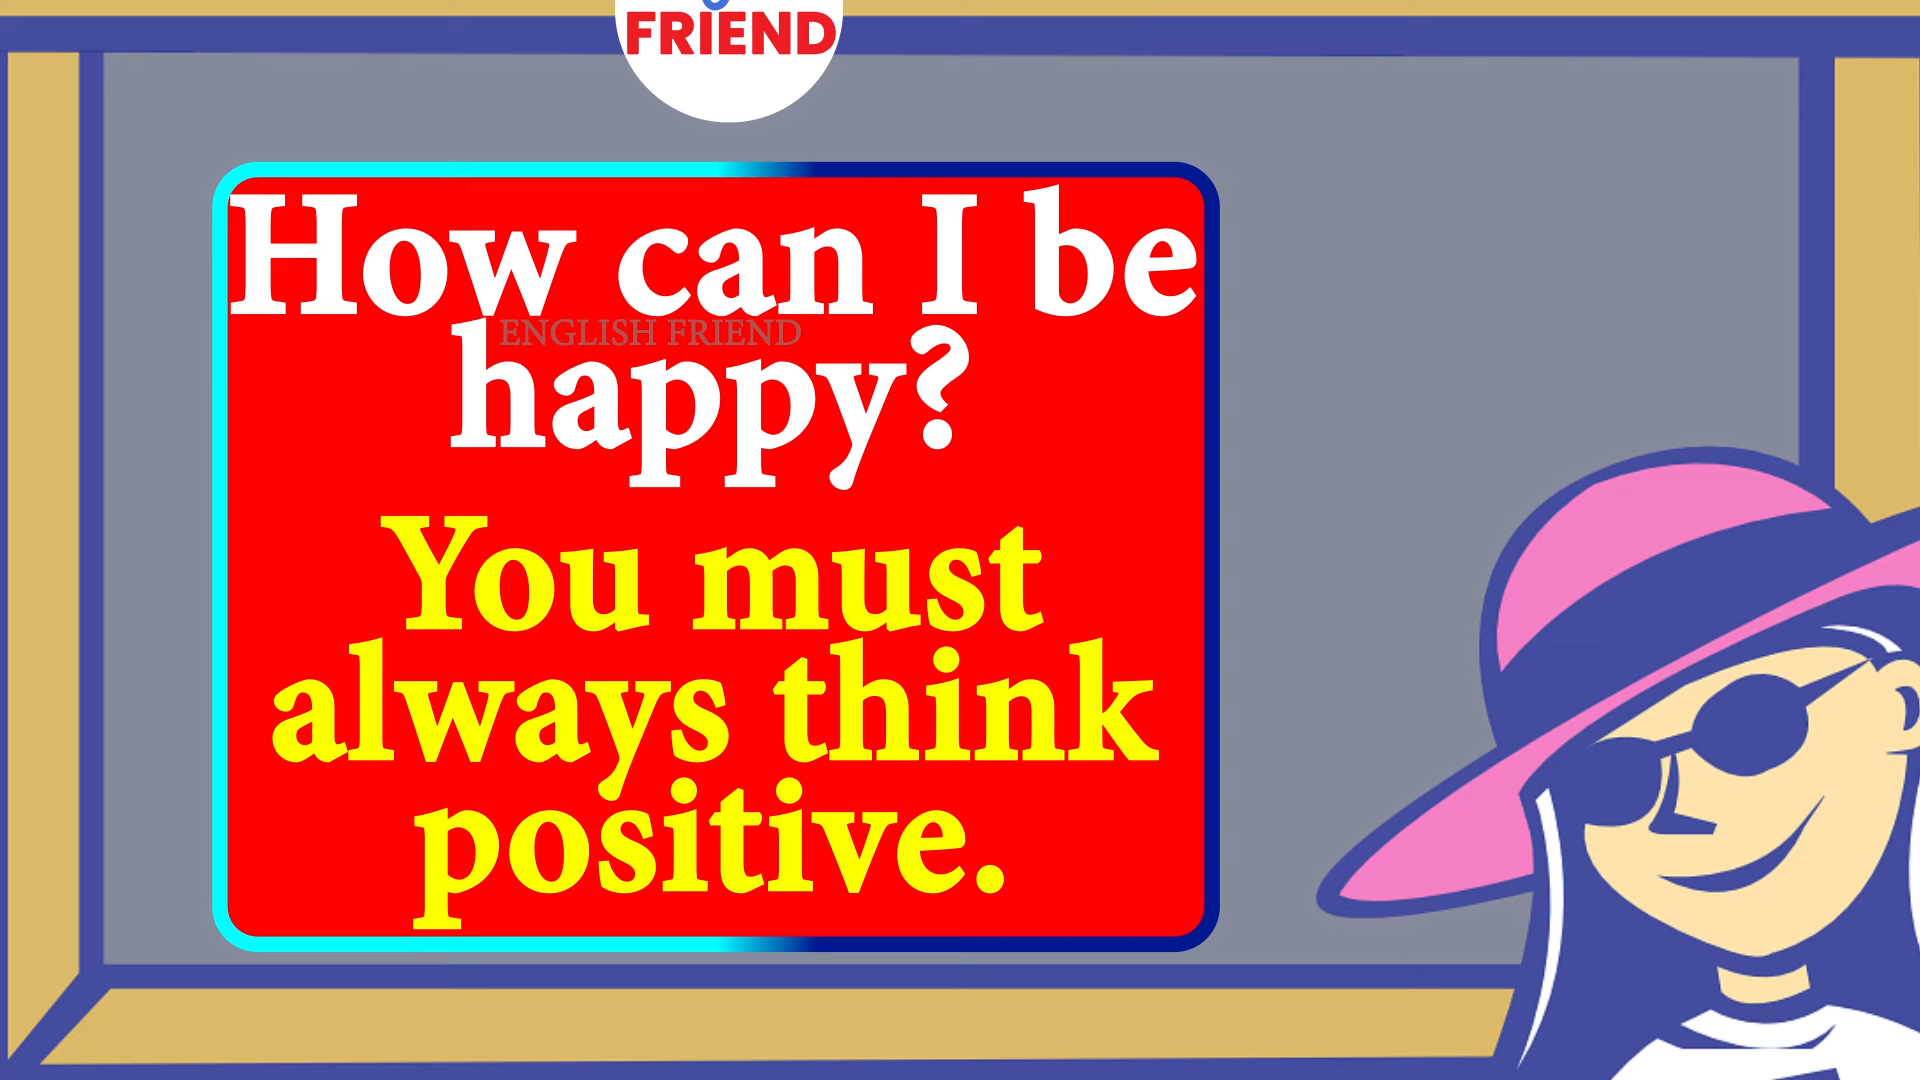 FRIEND
How can I be
ENGLISH FRIEND
happy?
You must
always think
positive.